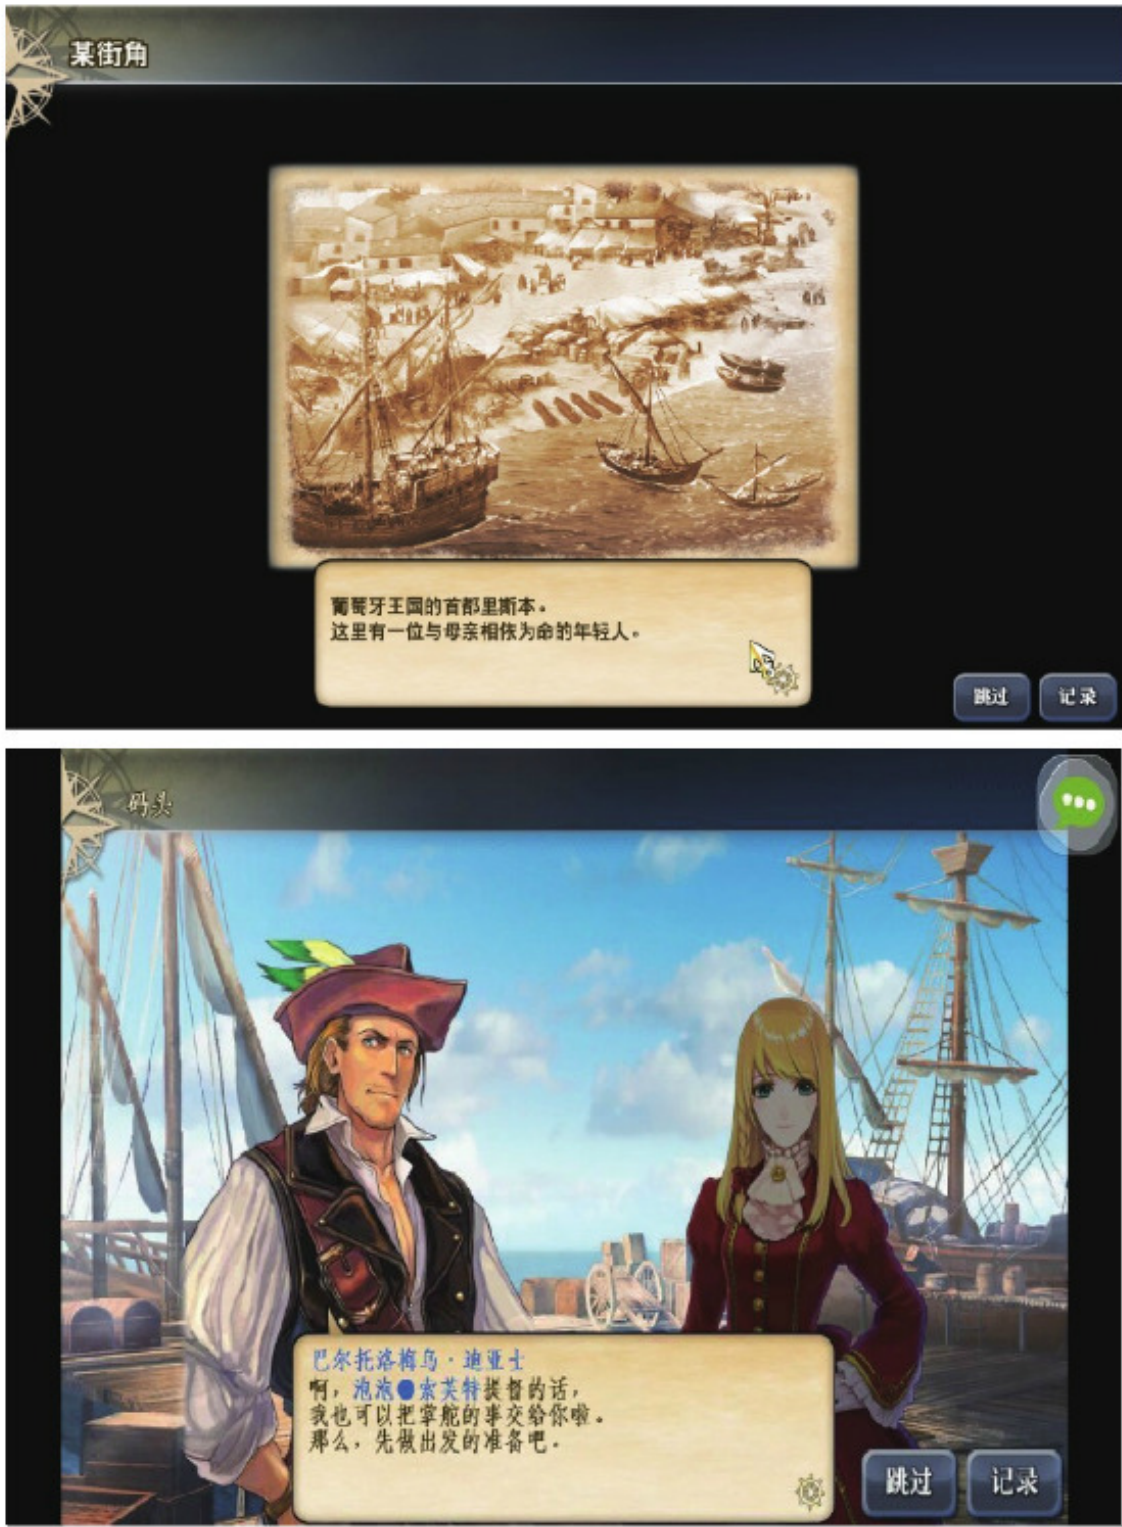 某街角
葡萄牙王国的首都里斯本。
这里有一位与母亲相依为命的年轻人。
跳过
记录
码头
巴尔托洛梅乌·迪亚士
啊，泡泡●索英特提督的话，
我也可以把掌舵的事交给你啦。
那么，先做出发的准备吧。
跳过
记录